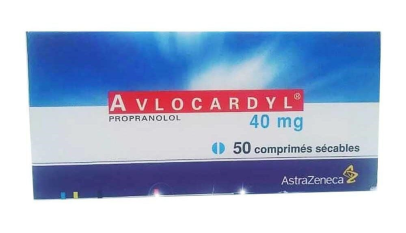 AVLOCARDYL®
PROPRANOLOL
40 mg
50 comprimés sécables
AstraZeneca